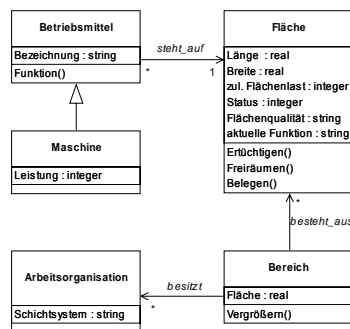 Betriebsmittel
Bezeichnung : string
Funktion()
steht_auf
*
1
Fläche
Länge : real
Breite : real
zul. Flächenlast : integer
Status : integer
Flächenqualität : string
aktuelle Funktion : string
Ertüchtigen()
Freiräumen()
Belegen()
Maschine
Leistung : integer
*
besteht_aus
Arbeitsorganisation
Schichtsystem : string
besitzt
*
Bereich
Fläche : real
Vergrößern()